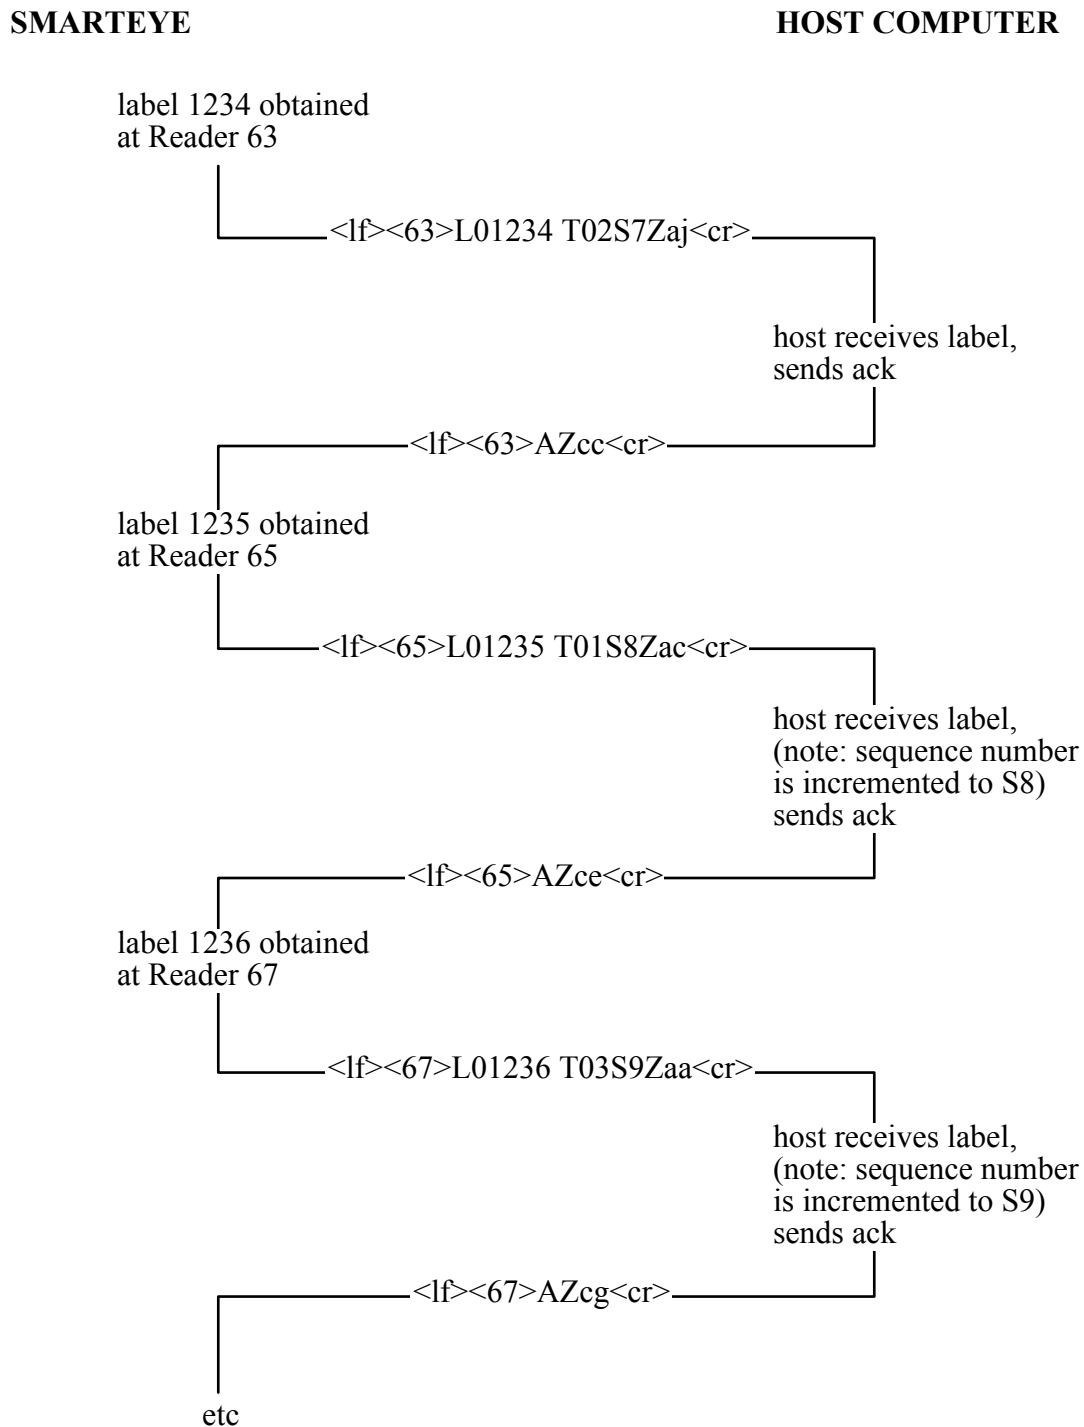 SMARTEYE HOST COMPUTER
label 1234 obtained
at Reader 63
<lf><63>L01234 T02S7Zaj<cr>
host receives label,
sends ack
<lf><63>AZcc<cr>
label 1235 obtained
at Reader 65
<lf><65>L01235 T01S8Zac<cr>
host receives label,
(note: sequence number
is incremented to S8)
sends ack
<lf><65>AZce<cr>
label 1236 obtained
at Reader 67
<lf><67>L01236 T03S9Zaa<cr>
host receives label,
(note: sequence number
is incremented to S9)
sends ack
<lf><67>AZcg<cr>
etc